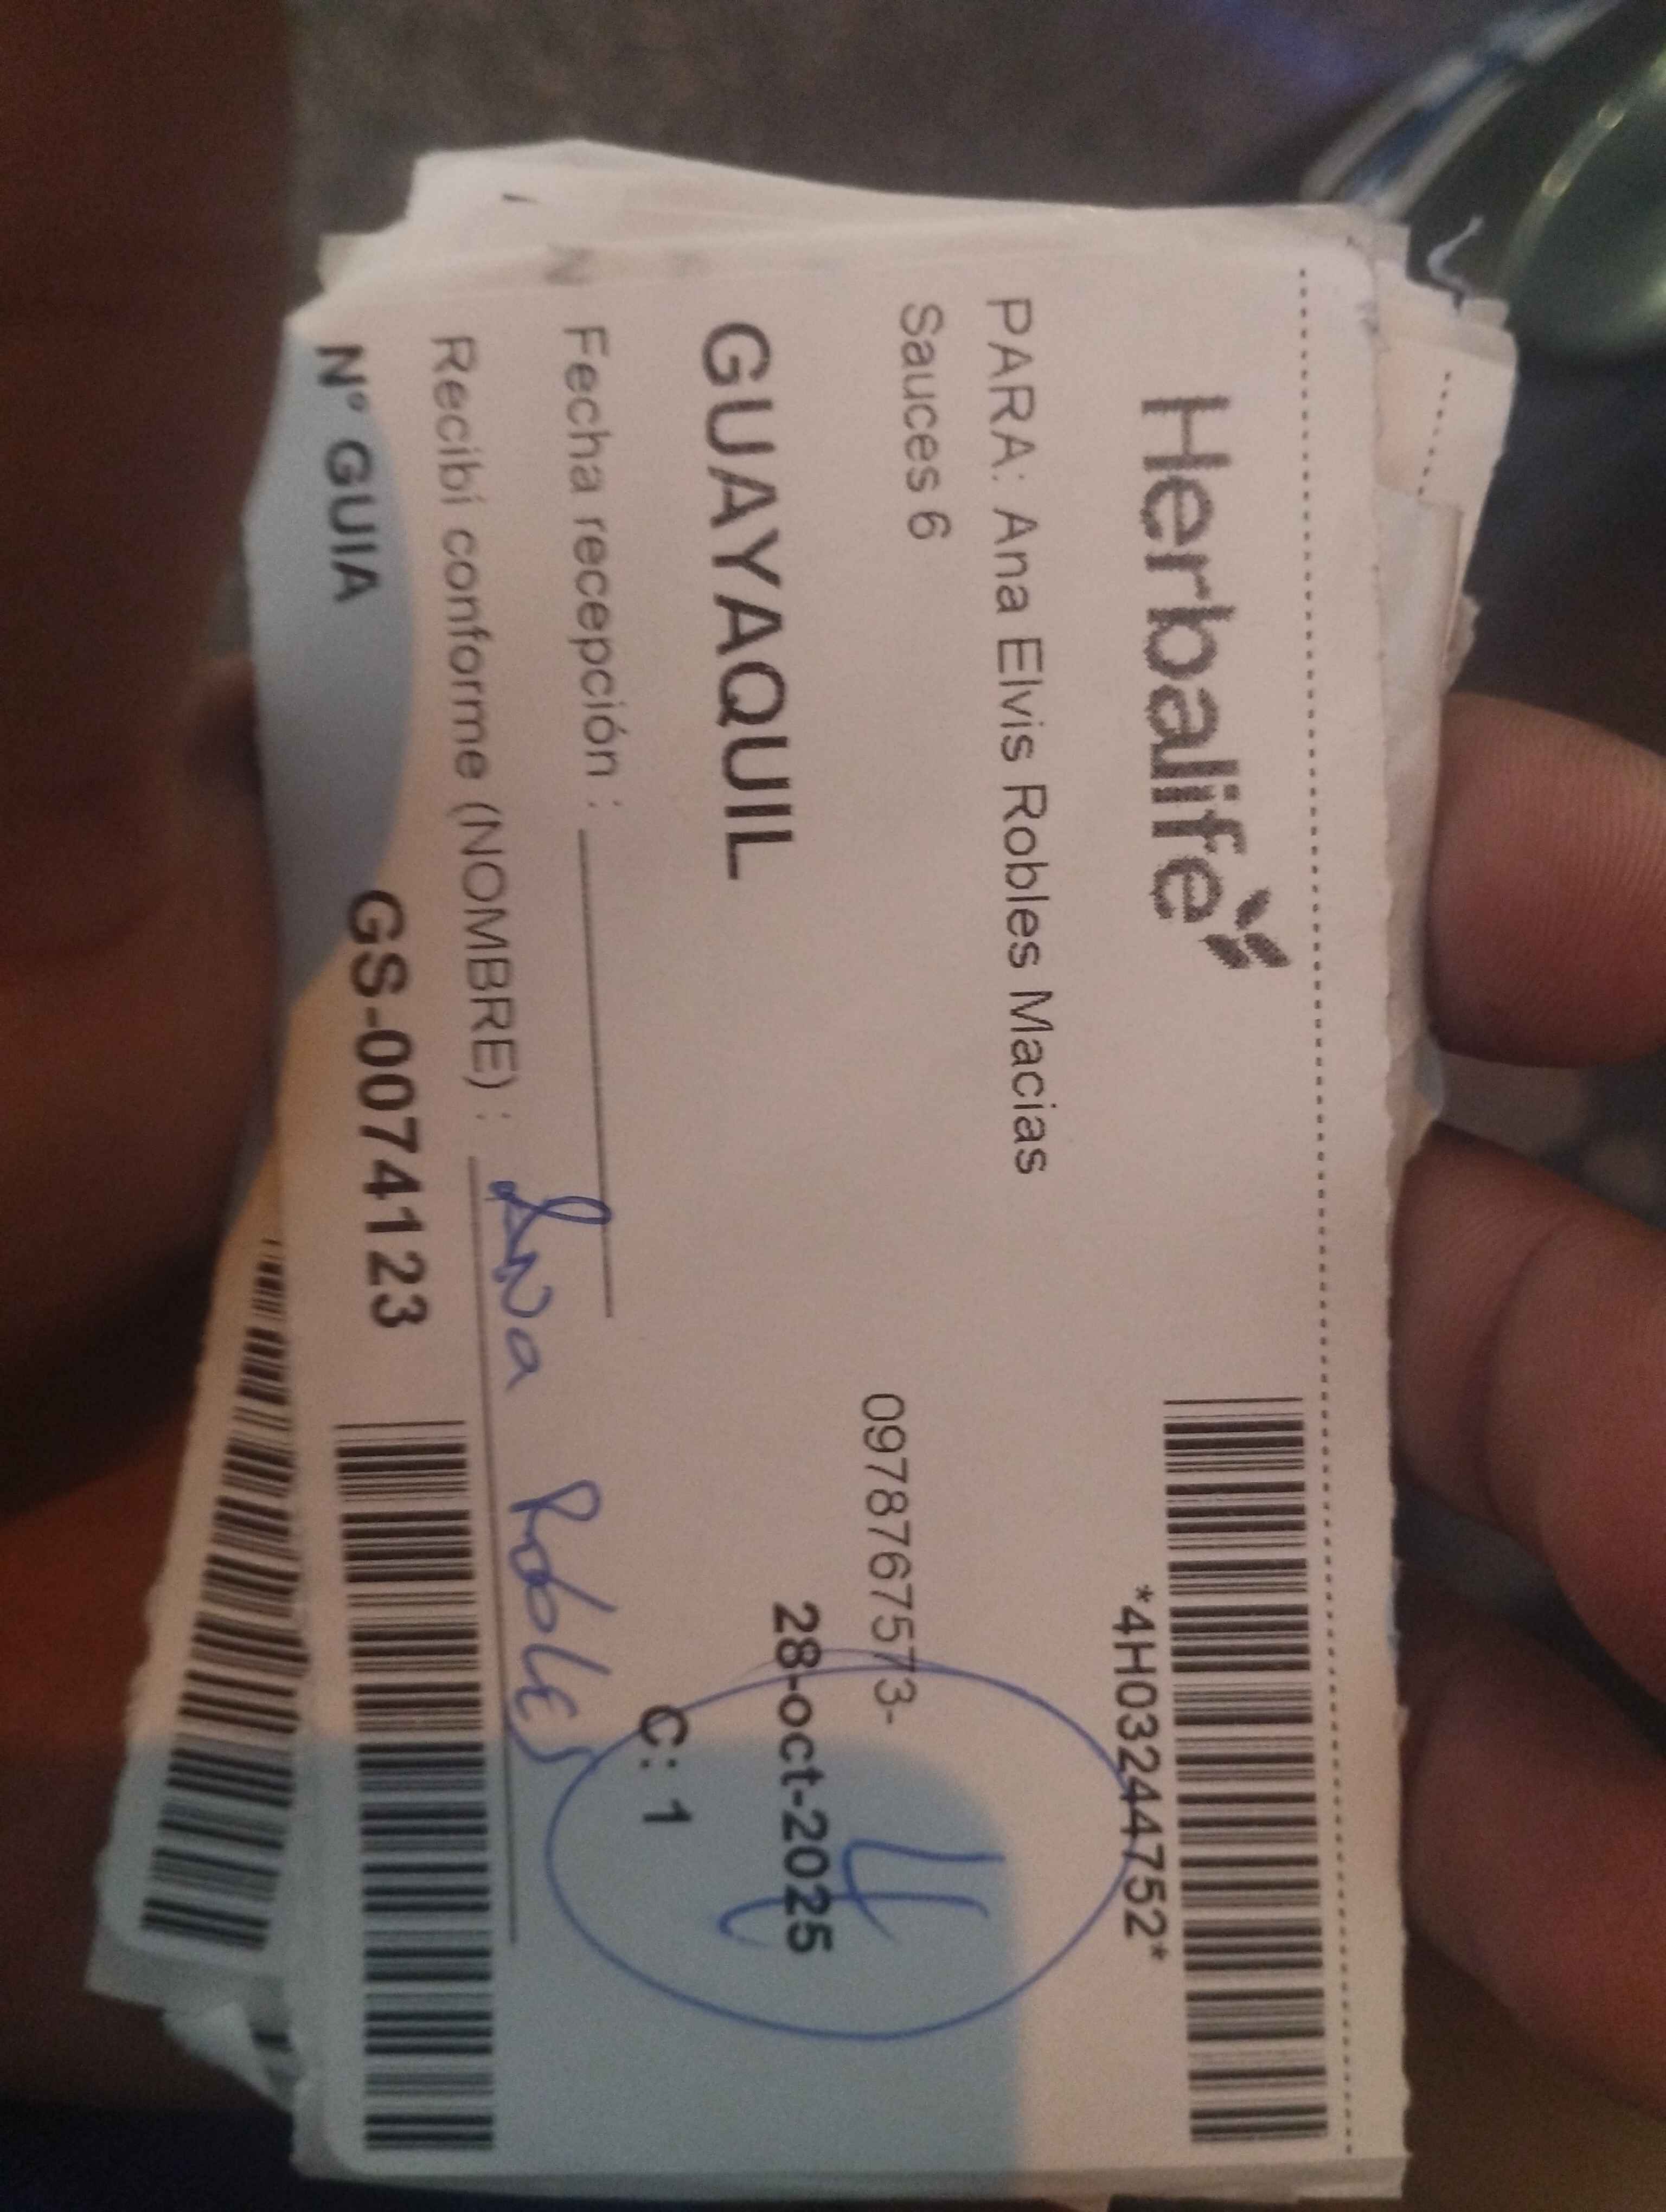 Herbalife
*4H03244752*
PARA: Ana Elvis Robles Macias
Sauces 6
0978767573-
GUAYAQUIL
28-oct-2025
4
C: 1
Fecha recepción :
Recibí conforme (NOMBRE) : Ana Robles
N° GUIA GS-0074123